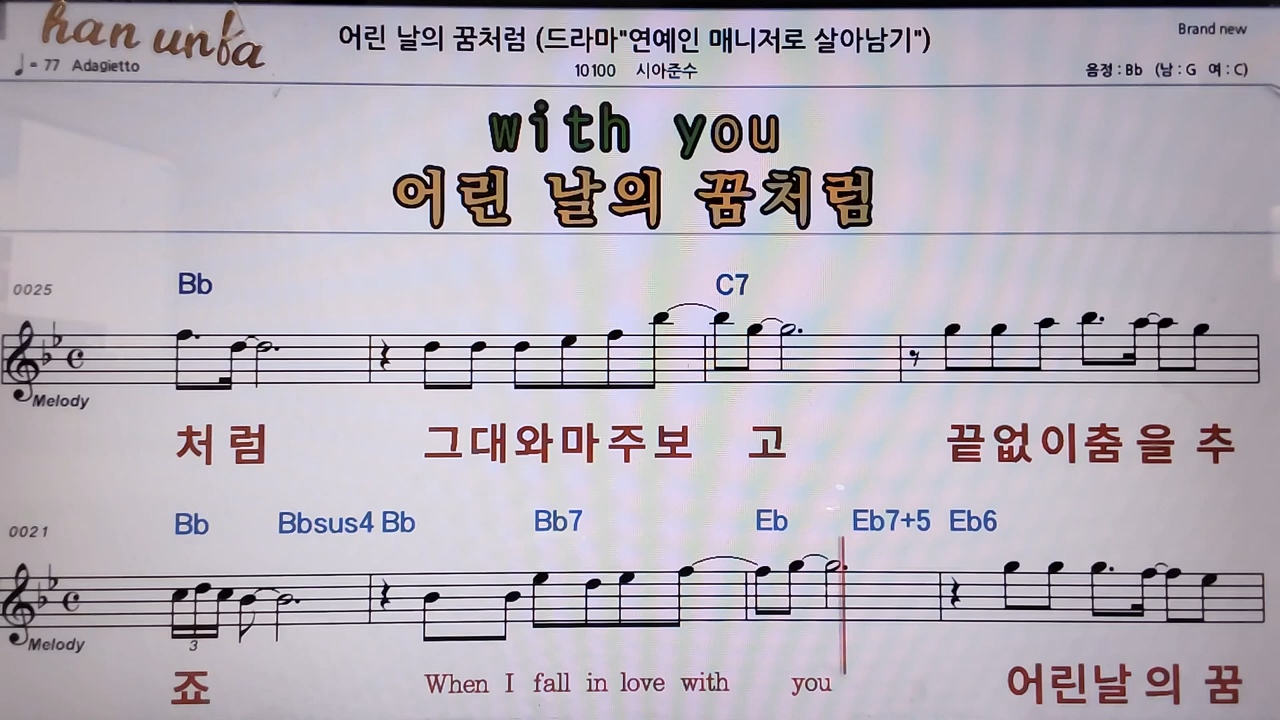 han unba
어린 날의 꿈처럼 (드라마"연예인 매니저로 살아남기")
Brand new
♩= 77 Adagietto
10100 시아준수
음정 : Bb (남 : G 여 : C)
with you
어린 날의 꿈처럼
0025
Bb C7
Melody
처 럼 그대와마주보 고 끝없이춤 을 추
0021
Bb Bbsus4 Bb Bb7 Eb Eb7+5 Eb6
3
Melody
죠 When I fall in love with you 어린날 의 꿈